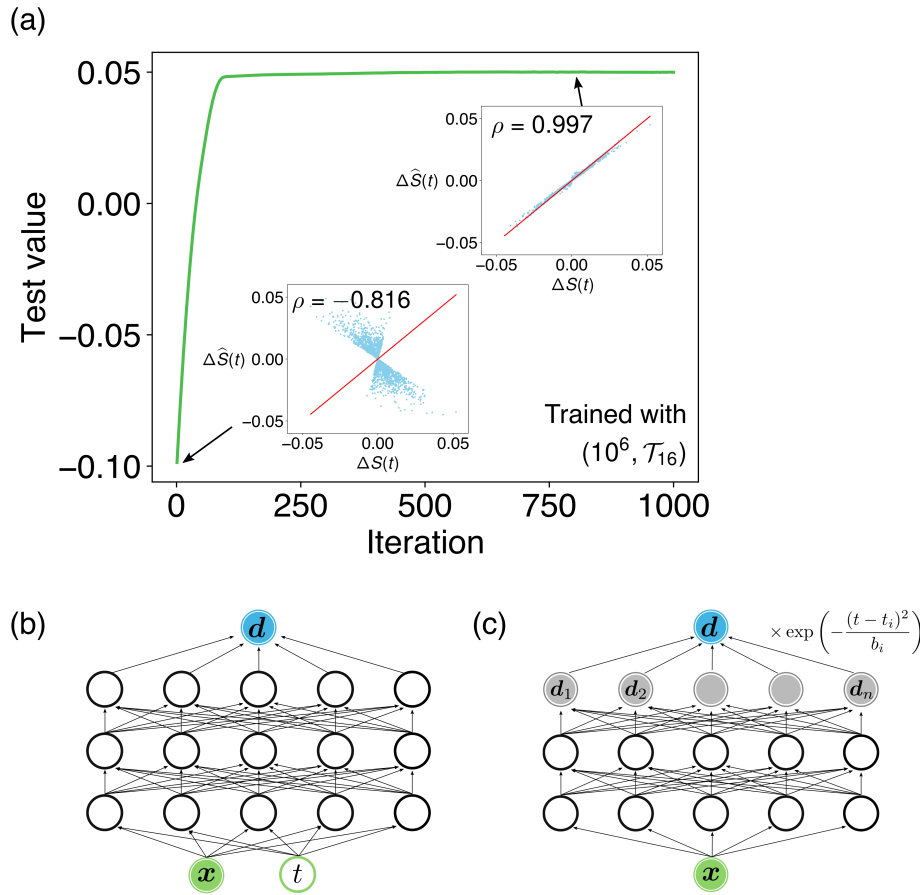 (a)
Test value
0.05
0.00
−0.05
−0.10
0
250
500
750
1000
Iteration
ρ = 0.997
ΔŜ(t)
0.05
0.00
−0.05
−0.05
0.00
0.05
ΔS(t)
ρ = −0.816
ΔŜ(t)
0.05
0.00
−0.05
−0.05
0.00
0.05
ΔS(t)
Trained with
(10⁶, 𝒯₁₆)
(b)
d
x
t
(c)
d
× exp (−(t − tᵢ)²/bᵢ)
d₁
d₂
dₙ
x